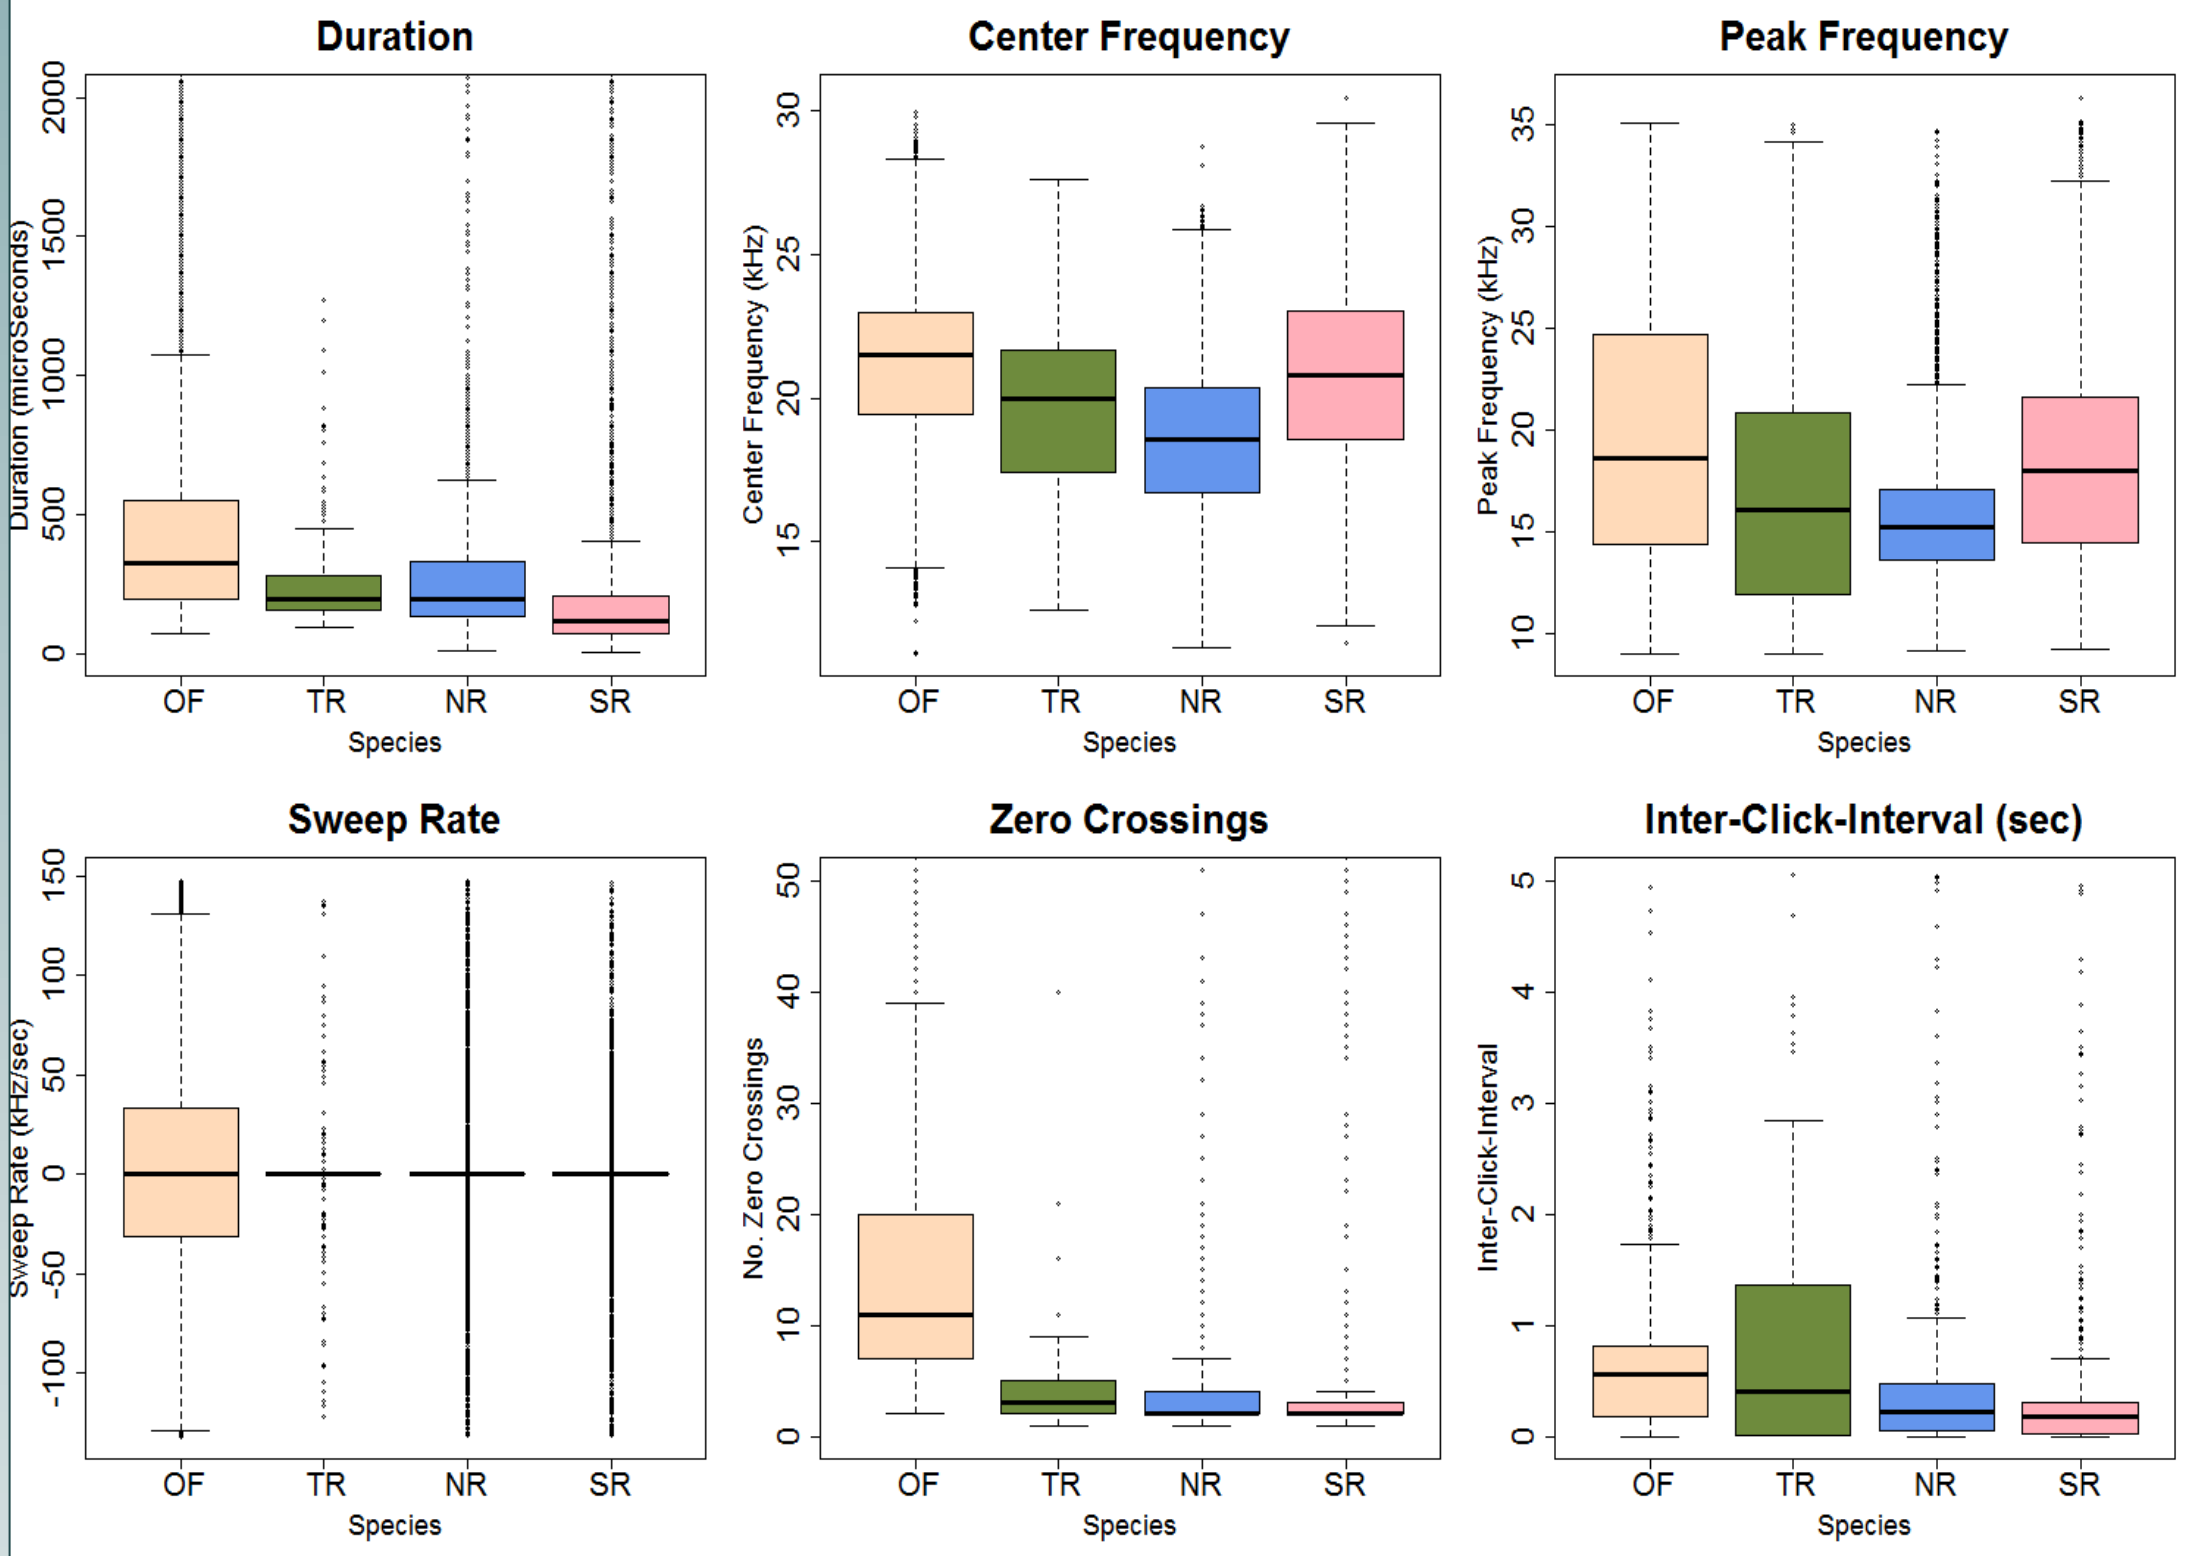 Duration
Duration (microSeconds)
2000
1500
1000
500
0
OF TR NR SR
Species
Center Frequency
Center Frequency (kHz)
30
25
20
15
OF TR NR SR
Species
Peak Frequency
Peak Frequency (kHz)
35
30
25
20
15
10
OF TR NR SR
Species
Sweep Rate
Sweep Rate (kHz/sec)
150
100
50
0
-50
-100
OF TR NR SR
Species
Zero Crossings
No. Zero Crossings
50
40
30
20
10
0
OF TR NR SR
Species
Inter-Click-Interval (sec)
Inter-Click-Interval
5
4
3
2
1
0
OF TR NR SR
Species